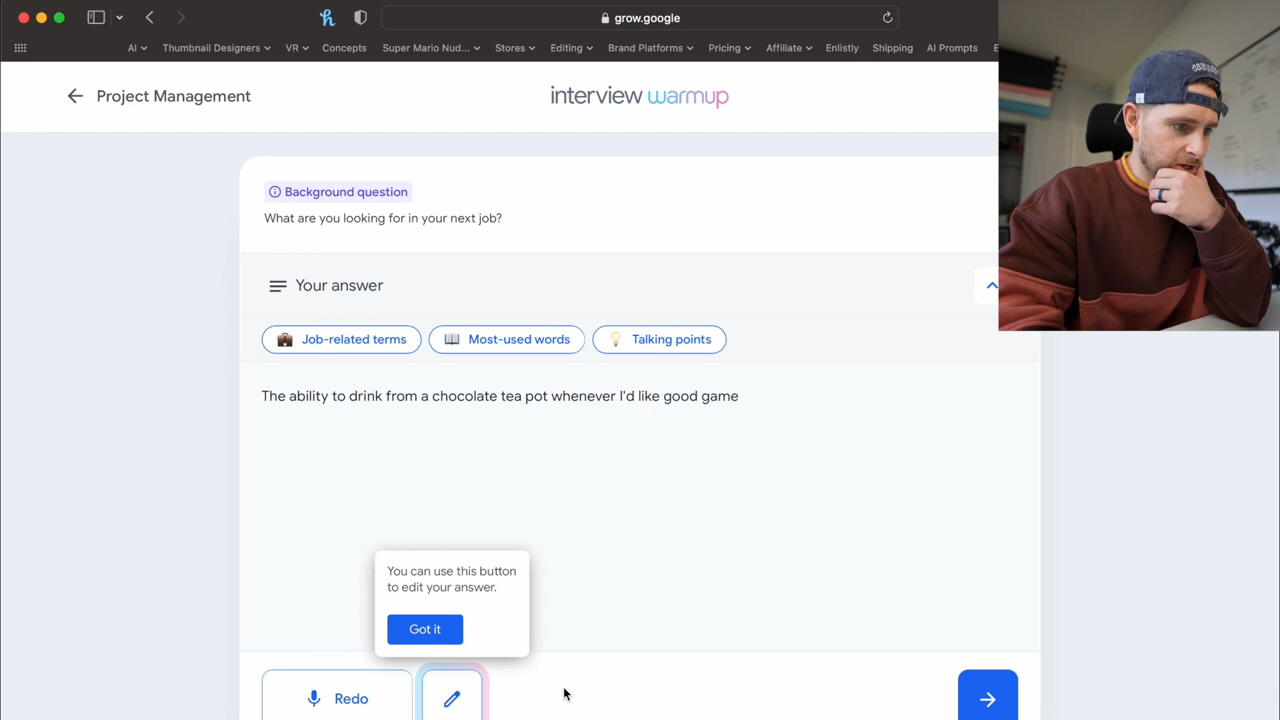 grow.google
AI Thumbnail Designers VR Concepts Super Mario Nud... Stores Editing Brand Platforms Pricing Affiliate Enlistly Shipping AI Prompts
Project Management
interview warmup
Background question
What are you looking for in your next job?
Your answer
Job-related terms Most-used words Talking points
The ability to drink from a chocolate tea pot whenever I'd like good game
You can use this button
to edit your answer.
Got it
Redo